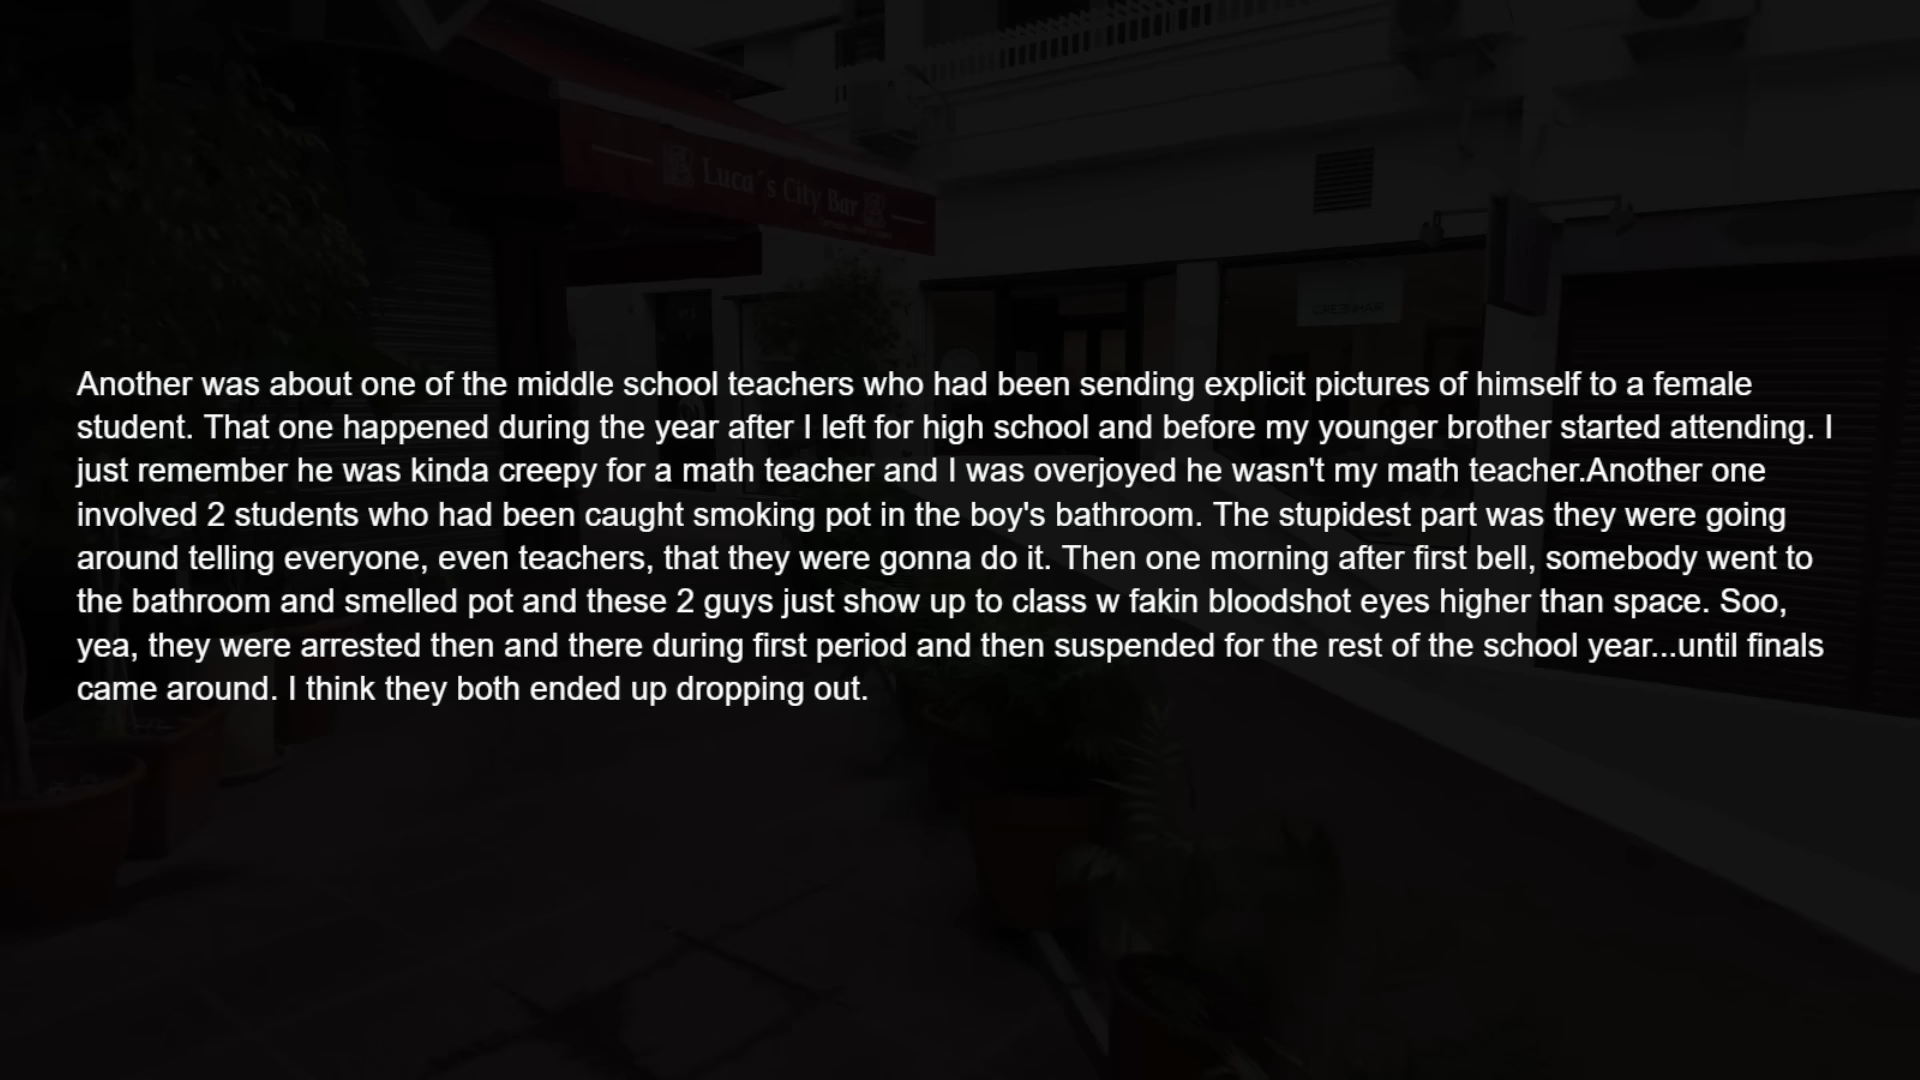 Luca´s City Bar
Another was about one of the middle school teachers who had been sending explicit pictures of himself to a female
student. That one happened during the year after I left for high school and before my younger brother started attending. I
just remember he was kinda creepy for a math teacher and I was overjoyed he wasn't my math teacher.Another one
involved 2 students who had been caught smoking pot in the boy's bathroom. The stupidest part was they were going
around telling everyone, even teachers, that they were gonna do it. Then one morning after first bell, somebody went to
the bathroom and smelled pot and these 2 guys just show up to class w fakin bloodshot eyes higher than space. Soo,
yea, they were arrested then and there during first period and then suspended for the rest of the school year...until finals
came around. I think they both ended up dropping out.